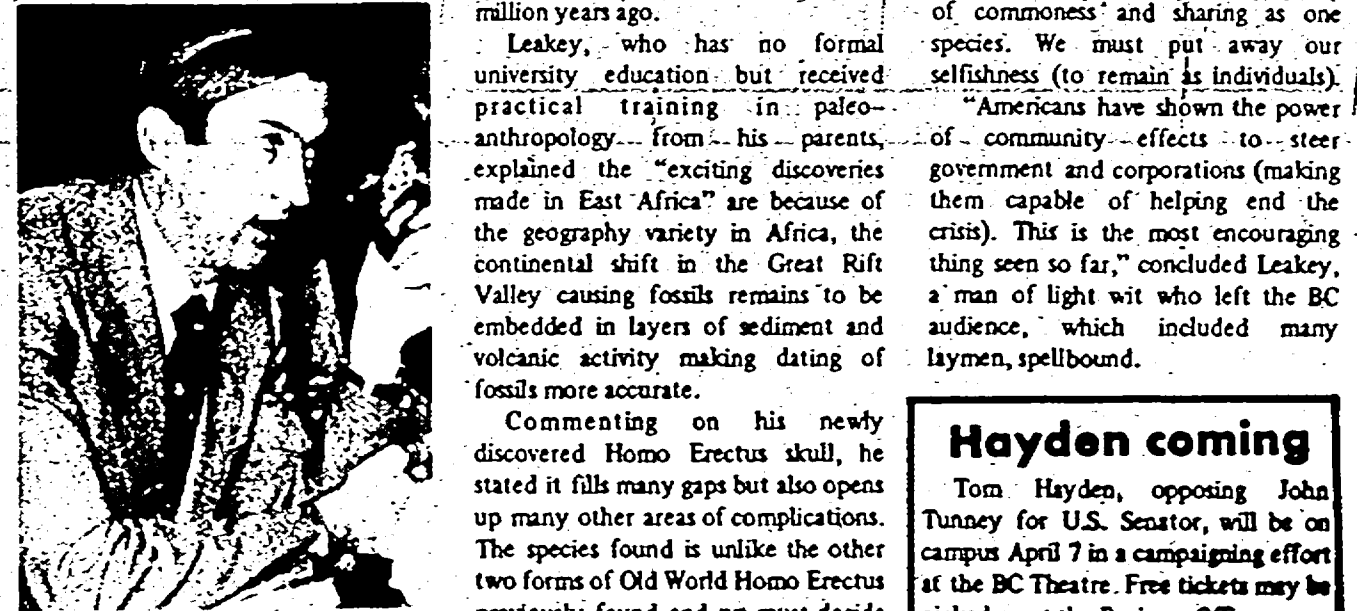 million years ago.
Leakey, who has no formal
university education but received
practical training in paleo-
anthropology from his parents,
explained the "exciting discoveries
made in East Africa" are because of
the geography variety in Africa, the
continental shift in the Great Rift
Valley causing fossils remains to be
embedded in layers of sediment and
volcanic activity making dating of
fossils more accurate.
Commenting on his newly
discovered Homo Erectus skull, he
stated it fills many gaps but also opens
up many other areas of complications.
The species found is unlike the other
two forms of Old World Homo Erectus
previously found and
of commoness and sharing as one
species. We must put away our
selfishness (to remain as individuals).
"Americans have shown the power
of community effects to steer
government and corporations (making
them capable of helping end the
crisis). This is the most encouraging
thing seen so far," concluded Leakey,
a man of light wit who left the BC
audience, which included many
laymen, spellbound.
Hayden coming
Tom Hayden, opposing John
Tunney for U.S. Senator, will be on
campus April 7 in a campaigning effort
at the BC Theatre. Free tickets may be